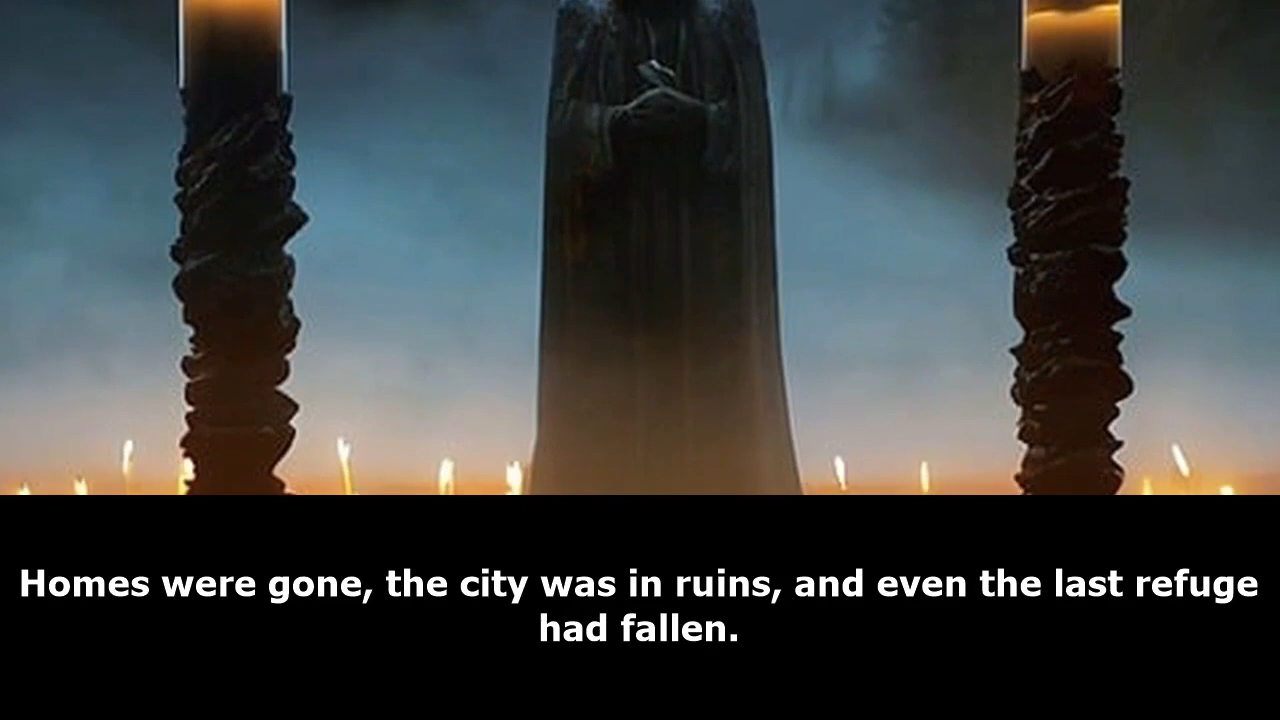 Homes were gone, the city was in ruins, and even the last refuge
had fallen.